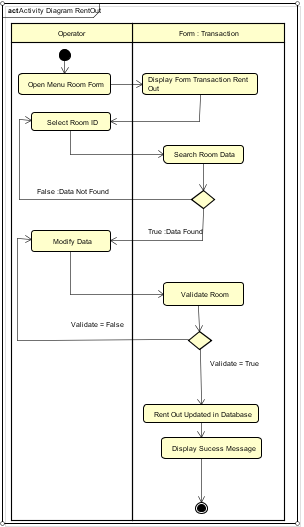 act Activity Diagram RentOut
Operator
Form : Transaction
Open Menu Room Form
Display Form Transaction Rent
Out
Select Room ID
Search Room Data
False :Data Not Found
True :Data Found
Modify Data
Validate Room
Validate = False
Validate = True
Rent Out Updated in Database
Display Sucess Message